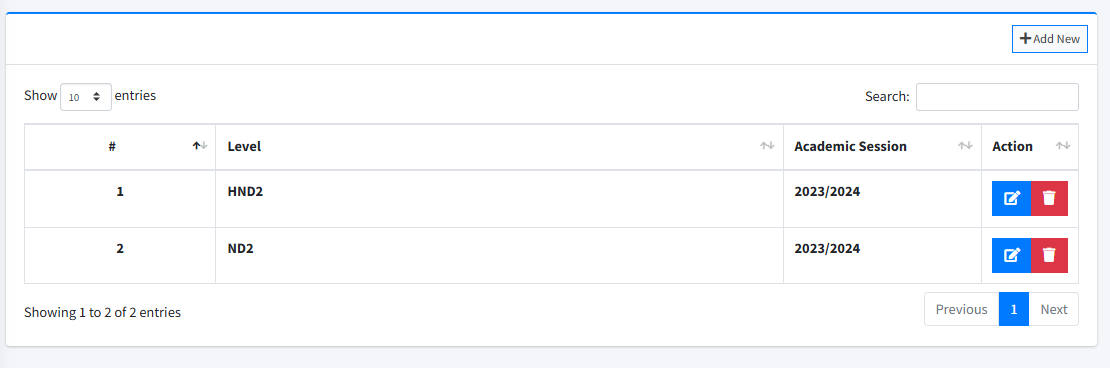 Add New
Show 10 entries Search:
# Level Academic Session Action
1 HND2 2023/2024
2 ND2 2023/2024
Showing 1 to 2 of 2 entries Previous 1 Next